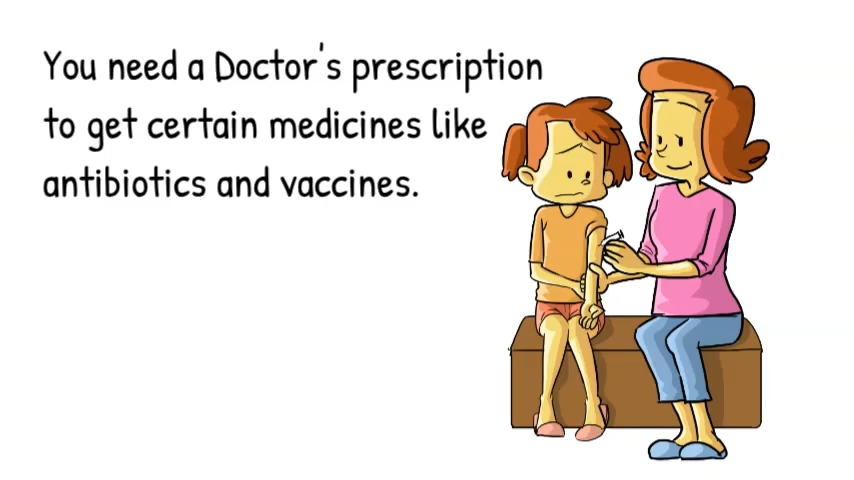 You need a Doctor's prescription
to get certain medicines like
antibiotics and vaccines.